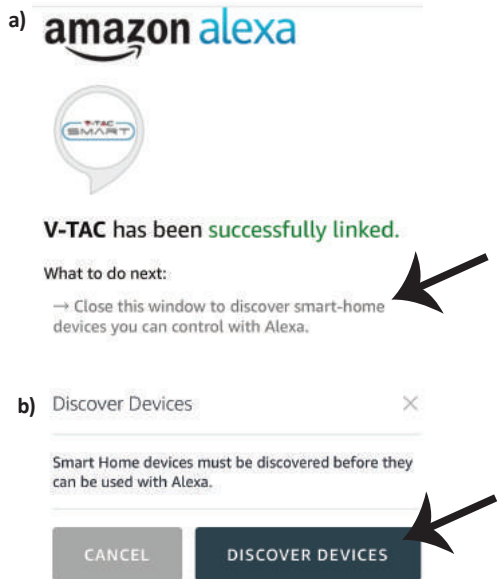 a)
amazon alexa
V-TAC
SMART
V-TAC has been successfully linked.
What to do next:
→ Close this window to discover smart-home
devices you can control with Alexa.
b) Discover Devices ×
Smart Home devices must be discovered before they
can be used with Alexa.
CANCEL DISCOVER DEVICES